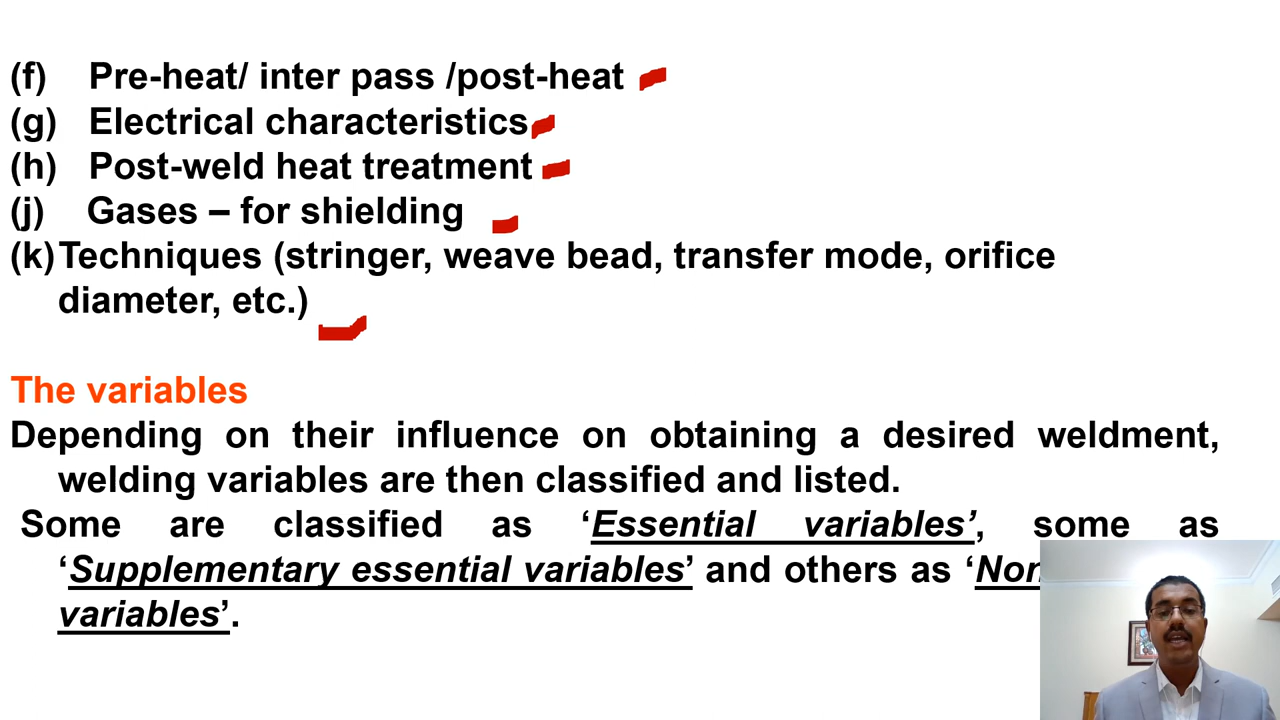 (f) Pre-heat/ inter pass /post-heat
(g) Electrical characteristics
(h) Post-weld heat treatment
(j) Gases – for shielding
(k) Techniques (stringer, weave bead, transfer mode, orifice
diameter, etc.)
The variables
Depending on their influence on obtaining a desired weldment,
welding variables are then classified and listed.
Some are classified as ‘Essential variables’, some as
‘Supplementary essential variables’ and others as
variables’.